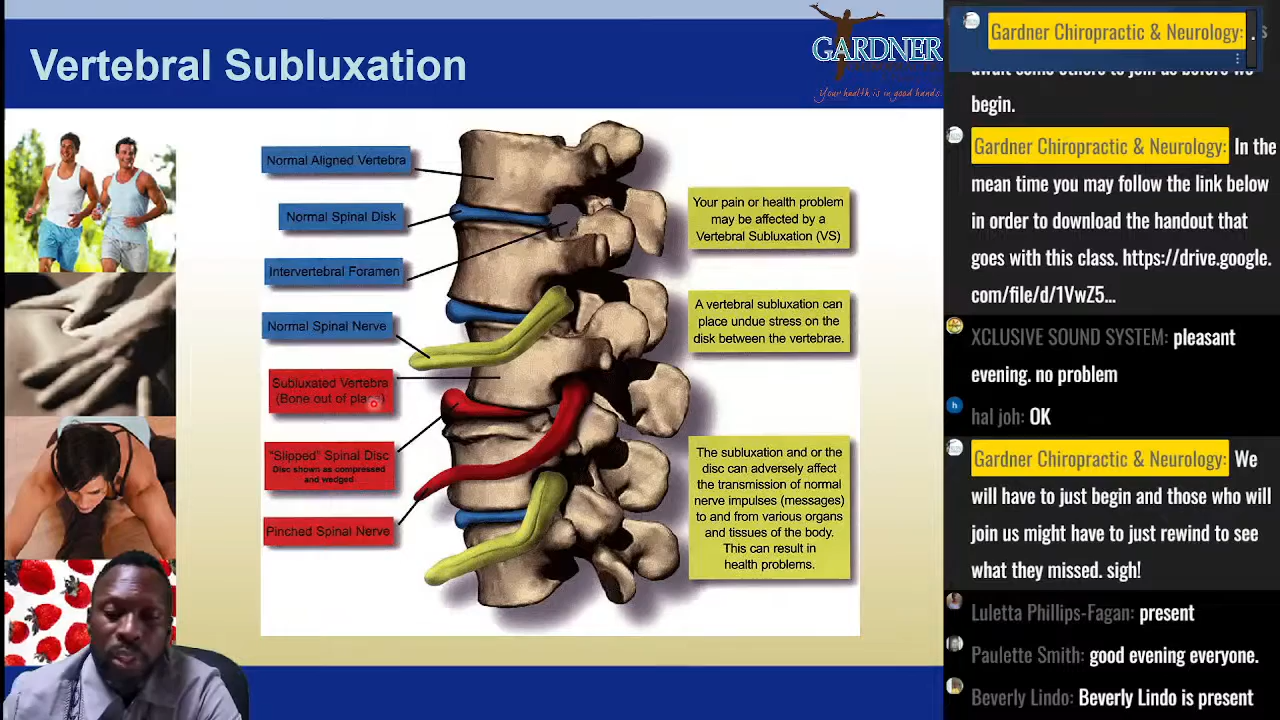 Vertebral Subluxation
GARDNER
Your health is in good hands.
Normal Aligned Vertebra
Normal Spinal Disk
Intervertebral Foramen
Normal Spinal Nerve
Subluxated Vertebra
(Bone out of place)
"Slipped" Spinal Disc
Disc shown as compressed
and wedged
Pinched Spinal Nerve
Your pain or health problem
may be affected by a
Vertebral Subluxation (VS)
A vertebral subluxation can
place undue stress on the
disk between the vertebrae.
The subluxation and or the
disc can adversely affect
the transmission of normal
nerve impulses (messages)
to and from various organs
and tissues of the body.
This can result in
health problems.
Gardner Chiropractic & Neurology:
await some others to join us before we
begin.
Gardner Chiropractic & Neurology: In the
mean time you may follow the link below
in order to download the handout that
goes with this class. https://drive.google.
com/file/d/1VwZ5...
XCLUSIVE SOUND SYSTEM: pleasant
evening. no problem
hal joh: OK
Gardner Chiropractic & Neurology: We
will have to just begin and those who will
join us might have to just rewind to see
what they missed. sigh!
Luletta Phillips-Fagan: present
Paulette Smith: good evening everyone.
Beverly Lindo: Beverly Lindo is present